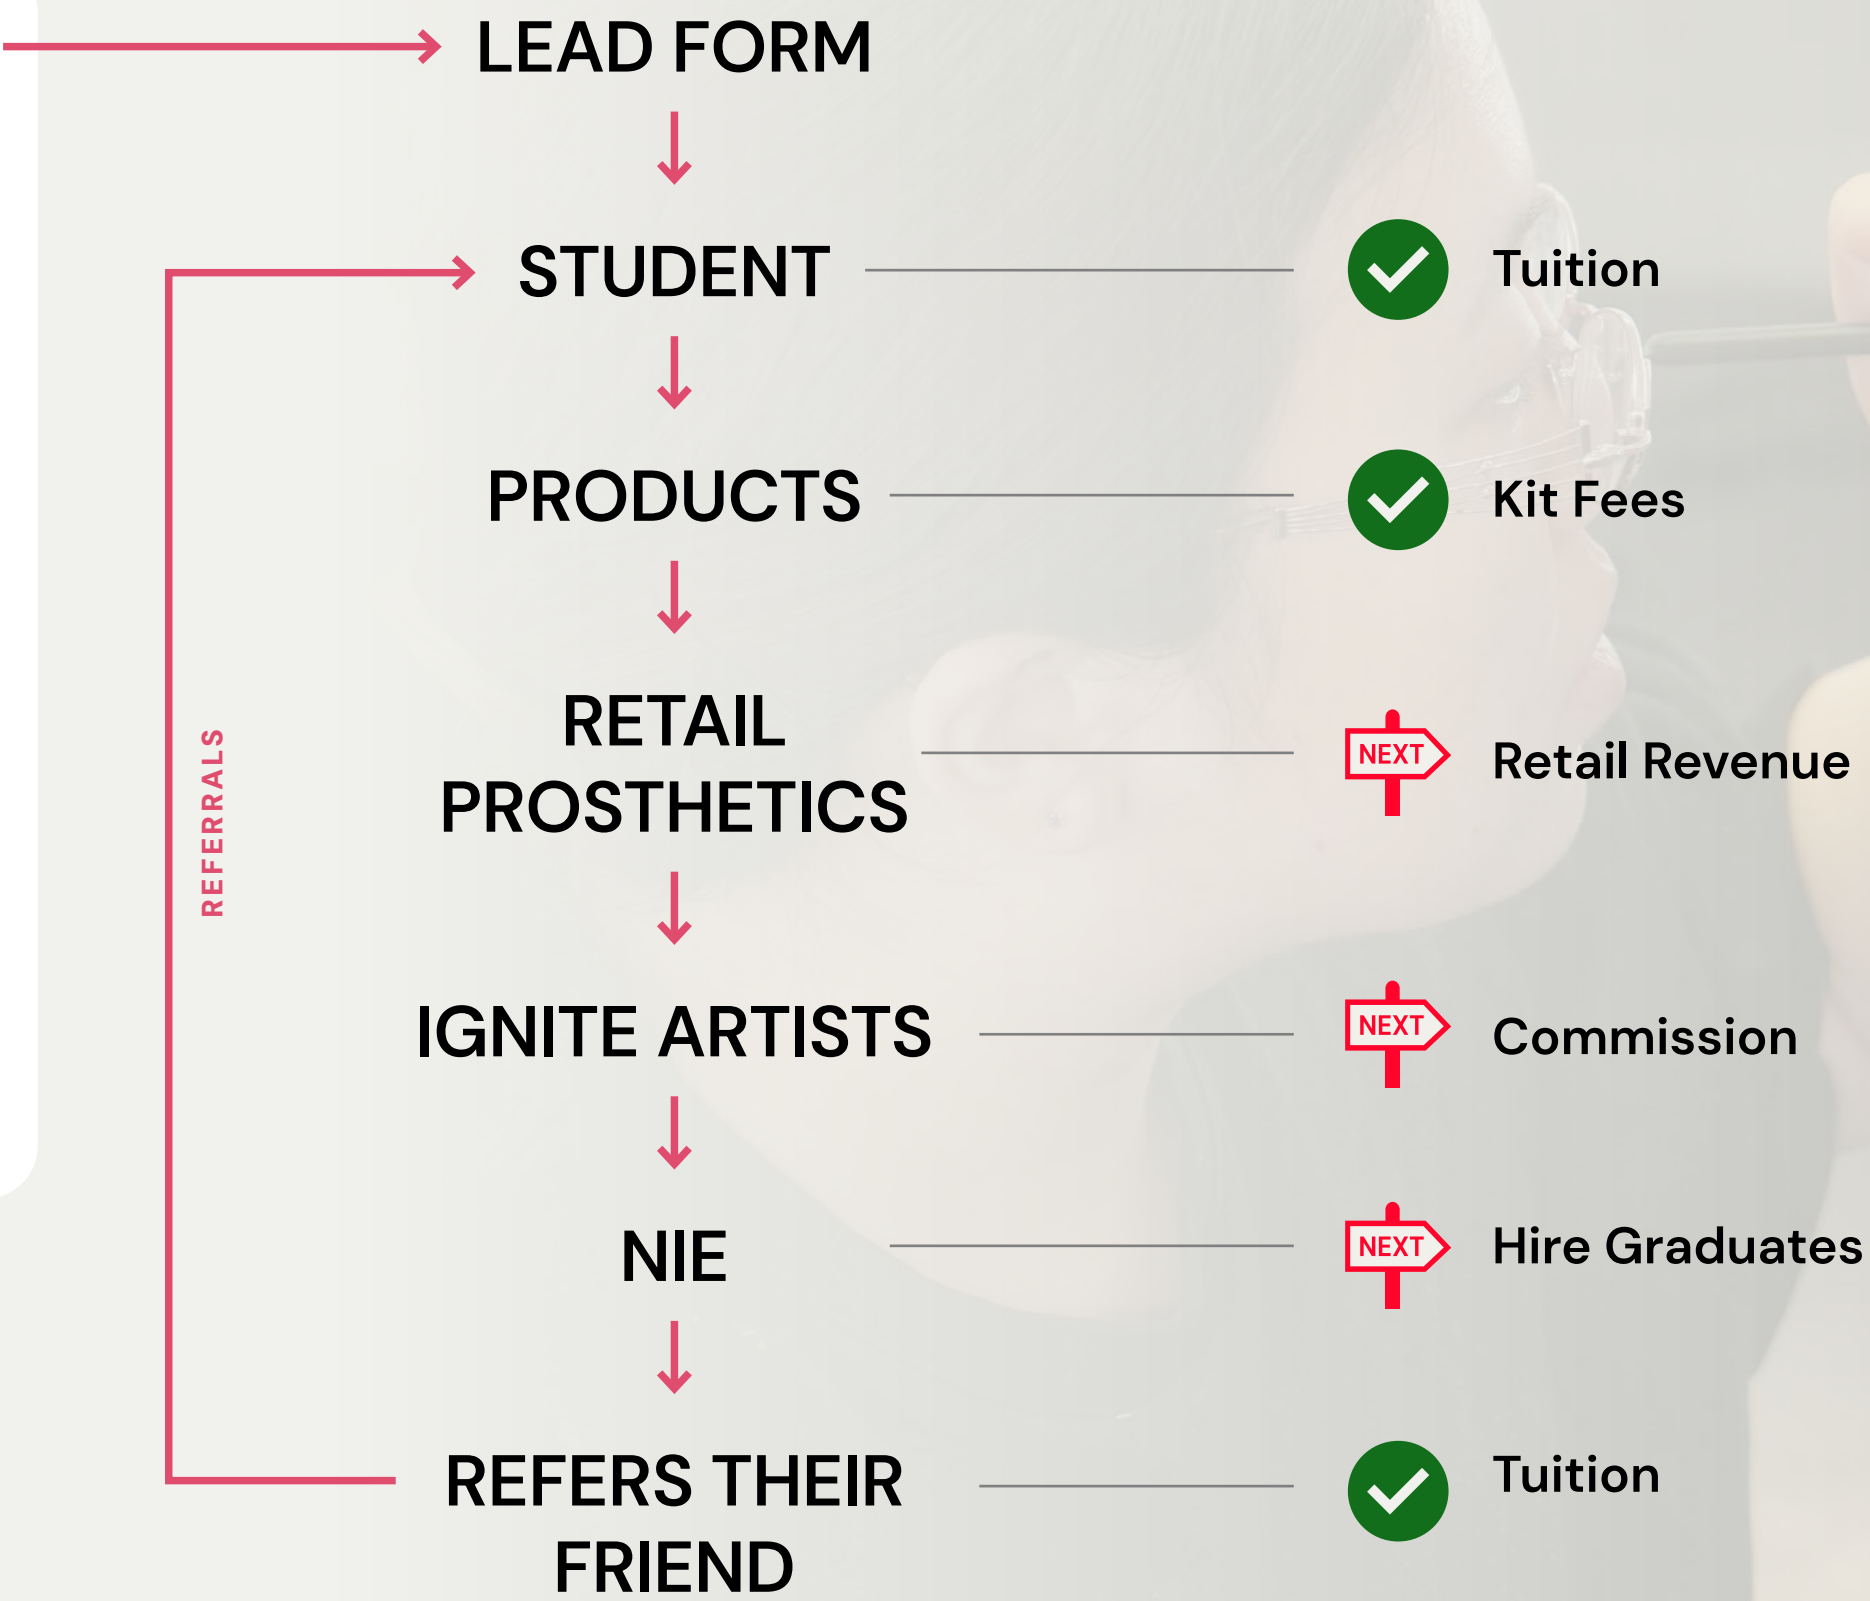 LEAD FORM
STUDENT
Tuition
PRODUCTS
Kit Fees
RETAIL
PROSTHETICS
NEXT
Retail Revenue
REFERRALS
IGNITE ARTISTS
NEXT
Commission
NIE
NEXT
Hire Graduates
REFERS THEIR
FRIEND
Tuition